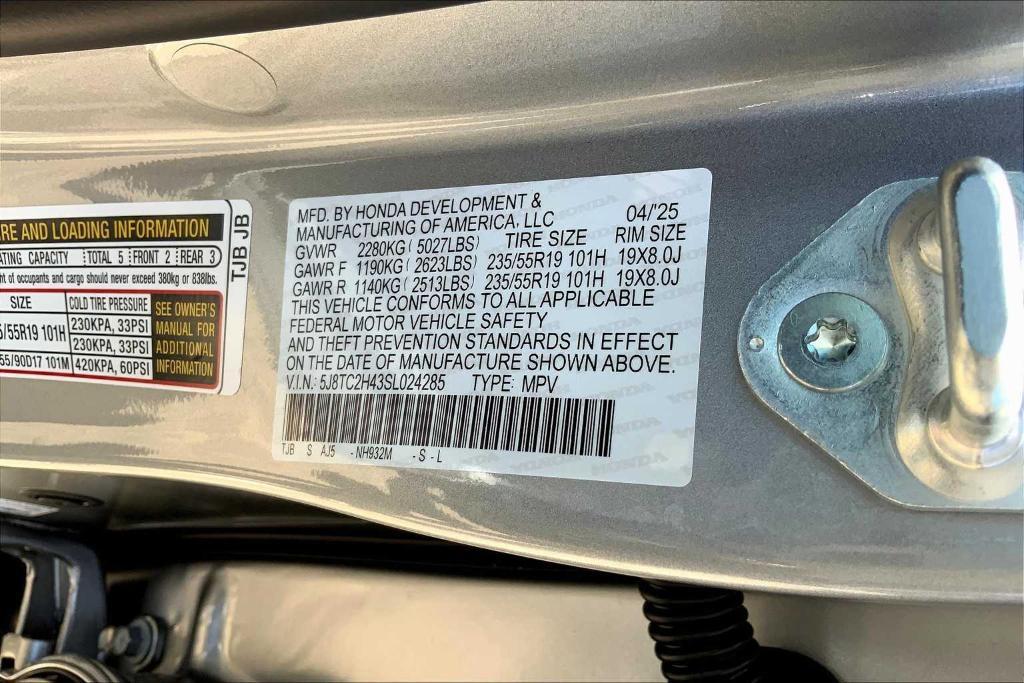 RE AND LOADING INFORMATION
ATING CAPACITY TOTAL 5 FRONT 2 REAR 3
ht of occupants and cargo should never exceed 380kg or 838lbs.
SIZE COLD TIRE PRESSURE SEE OWNER'S MANUAL FOR ADDITIONAL INFORMATION
5/55R19 101H 230KPA, 33PSI
230KPA, 33PSI
55/90D17 101M 420KPA, 60PSI
TJB JB
MFD. BY HONDA DEVELOPMENT &
MANUFACTURING OF AMERICA, LLC 04/'25
GVWR 2280KG (5027LBS) TIRE SIZE RIM SIZE
GAWR F 1190KG (2623LBS) 235/55R19 101H 19X8.0J
GAWR R 1140KG (2513LBS) 235/55R19 101H 19X8.0J
THIS VEHICLE CONFORMS TO ALL APPLICABLE
FEDERAL MOTOR VEHICLE SAFETY
AND THEFT PREVENTION STANDARDS IN EFFECT
ON THE DATE OF MANUFACTURE SHOWN ABOVE.
V.I.N.: 5J8TC2H43SL024285 TYPE: MPV
TJB S AJ5 -NH932M -S-L